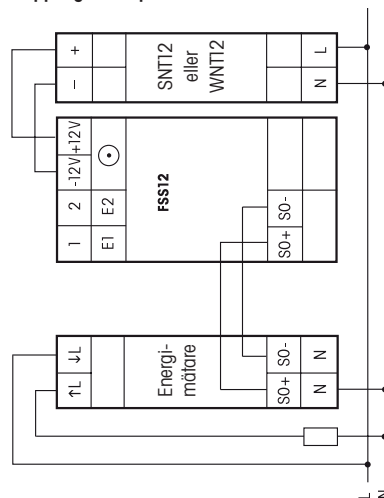 +
−
SNT12
eller
WNT12
L
N
-12V
+12V
1
2
E1
E2
FSS12
S0+
S0-
↑L
↓L
Energi-
mätare
S0+
S0-
N
N
L